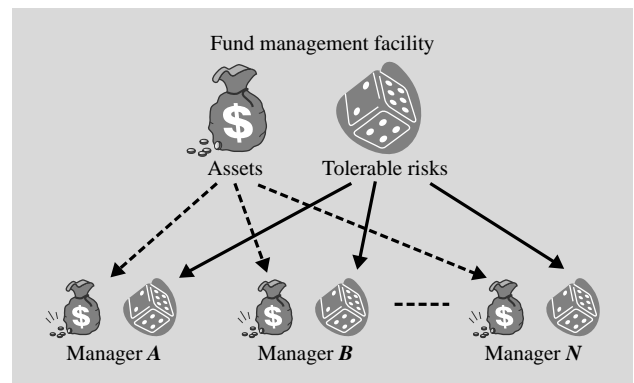 Fund management facility
$
Assets Tolerable risks
$ $ $
Manager A Manager B Manager N